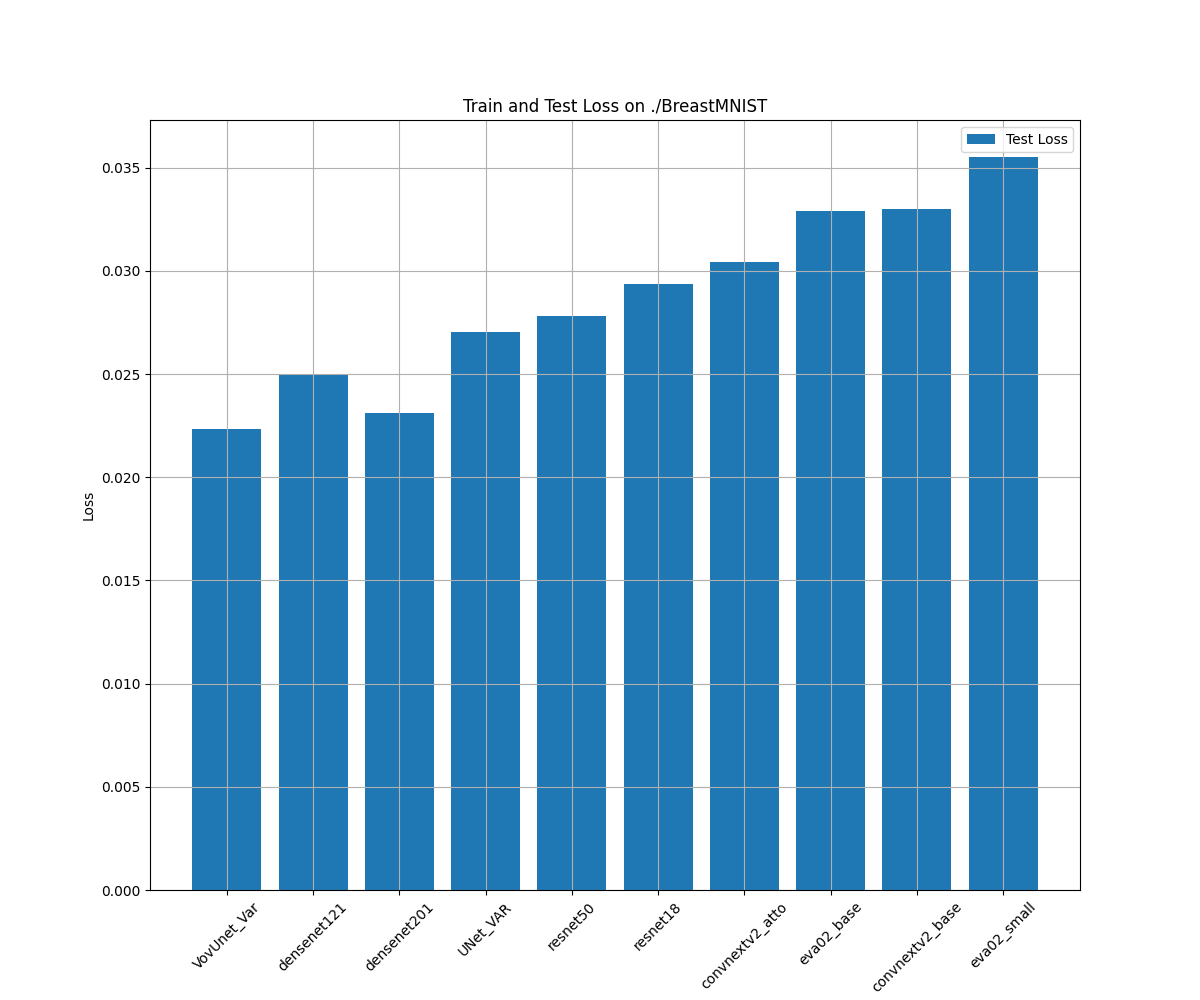 Train and Test Loss on ./BreastMNIST
Test Loss
0.035
0.030
0.025
0.020
0.015
0.010
0.005
0.000
Loss
VovUnet_Var
densenet121
densenet201
UNet_VAR
resnet50
resnet18
convnextv2_atto
eva02_base
convnextv2_base
eva02_small